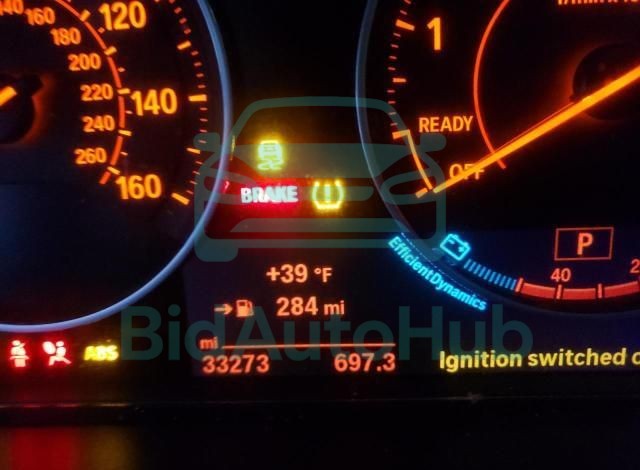 140
160
180
200
220
240
260
120
140
160
1
READY
OFF
BRAKE
+39 °F
284 mi
mi
33273 697.3
EfficientDynamics
P
40
ABS
BidAutoHub
Ignition switched